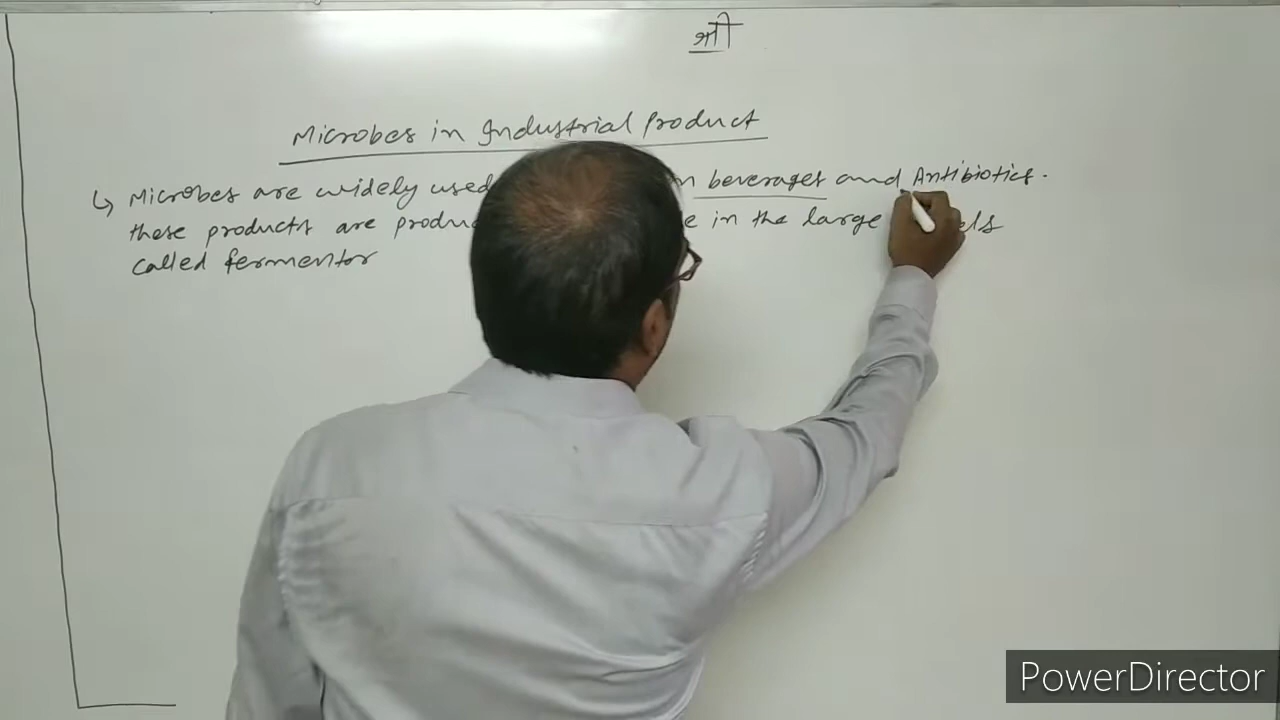 श्री
Microbes in Industrial Product
↳ Microbes are widely used beverages and Antibiotics.
these products are in the large
called fermentor
PowerDirector